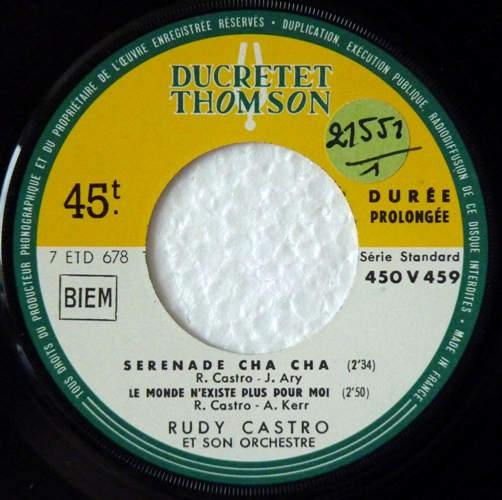 TOUS DROITS DU PRODUCTEUR PHONOGRAPHIQUE ET DU PROPRIÉTAIRE DE L'ŒUVRE ENREGISTRÉE RÉSERVÉS • DUPLICATION, EXÉCUTION PUBLIQUE, RADIODIFFUSION DE CE DISQUE INTERDITES • MADE IN FRANCE
DUCRETET
THOMSON
21551
1
45t.
DURÉE
PROLONGÉE
7 ETD 678
Série Standard
450 V 459
BIEM
SERENADE CHA CHA (2'34)
R. Castro - J. Ary
LE MONDE N'EXISTE PLUS POUR MOI (2'50)
R. Castro - A. Kerr
RUDY CASTRO
ET SON ORCHESTRE